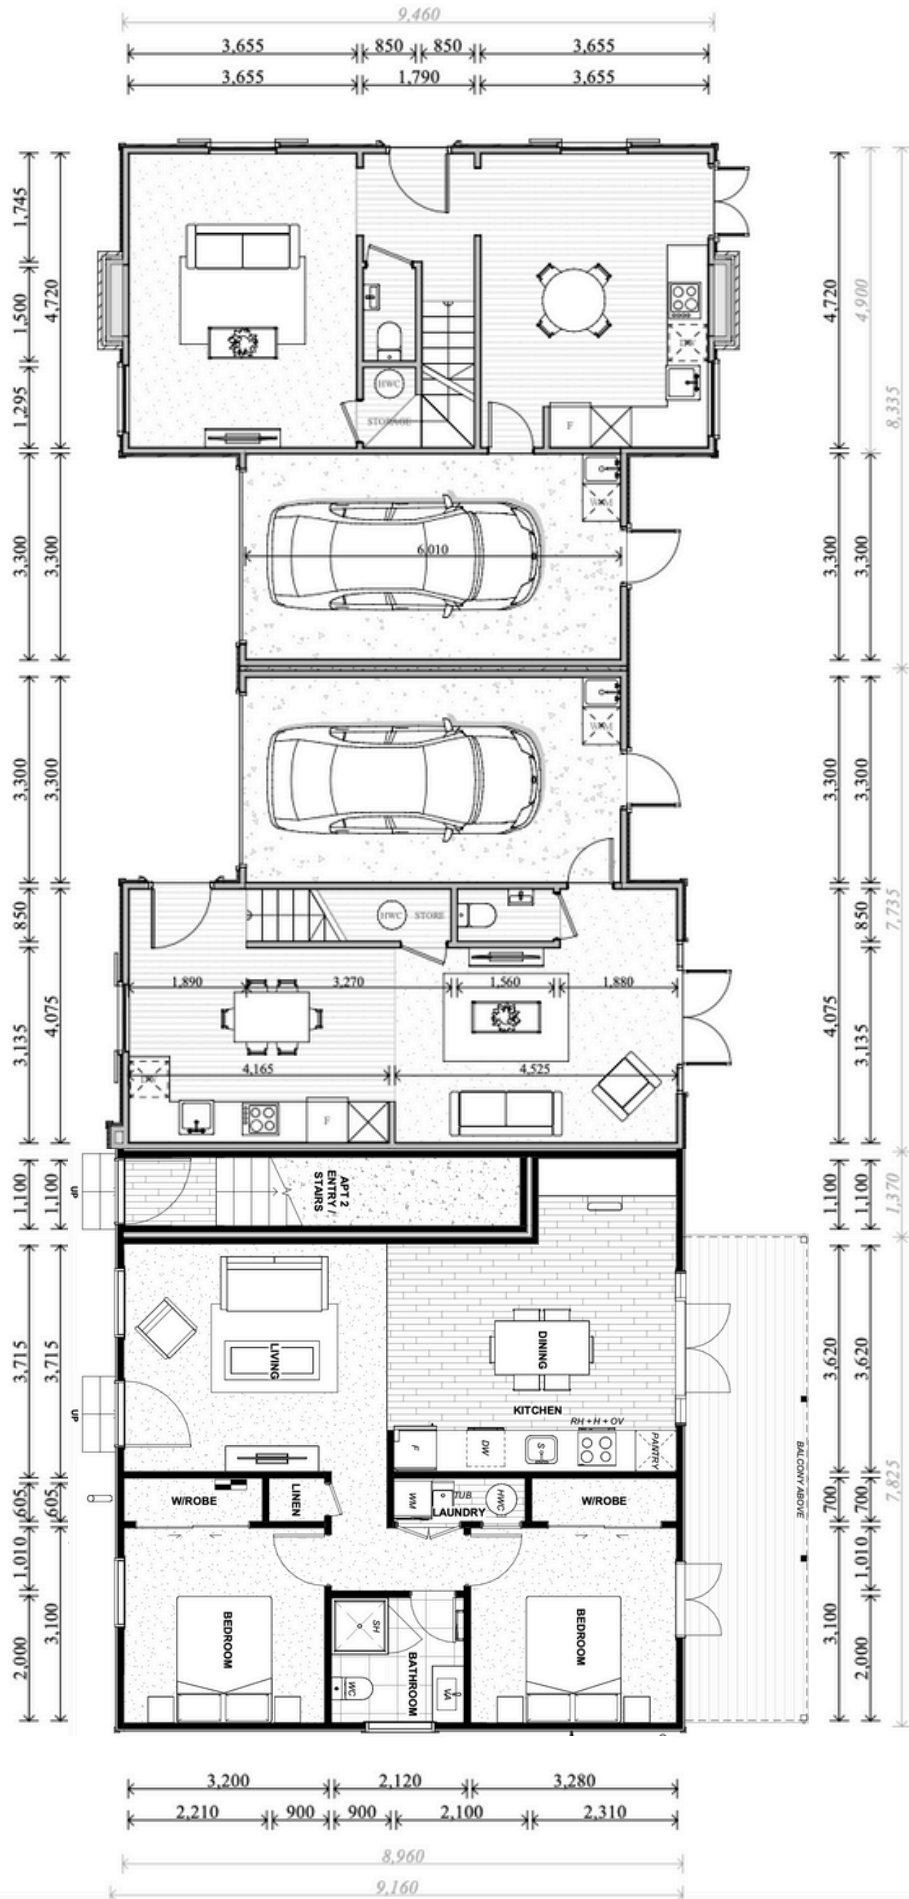 9,460
3,655 850 850 3,655
3,655 1,790 3,655
1,745
1,500
1,295
4,720
4,720
4,900
8,335
HWC
STORAGE
F
3,300
3,300
6,010
3,300
3,300
3,300
3,300
3,300
3,300
850
850
7,735
HWC STORE
1,890 3,270 1,560 1,880
4,075
3,135
4,075
3,135
4,165 4,525
F
UP
1,100
1,100
APT 2
ENTRY /
STAIRS
1,100
1,100
1,370
3,715
3,715
LIVING
DINING
3,620
3,620
UP
KITCHEN
RH + H + OV
F
DW
S
PANTRY
BALCONY ABOVE
7,825
605
605
W/ROBE
LINEN
WM
TUB
HWC
LAUNDRY
W/ROBE
700
700
1,010
3,100
2,000
BEDROOM
SH
BATHROOM
WC
VA
BEDROOM
1,010
3,100
2,000
3,200 2,120 3,280
2,210 900 900 2,100 2,310
8,960
9,160